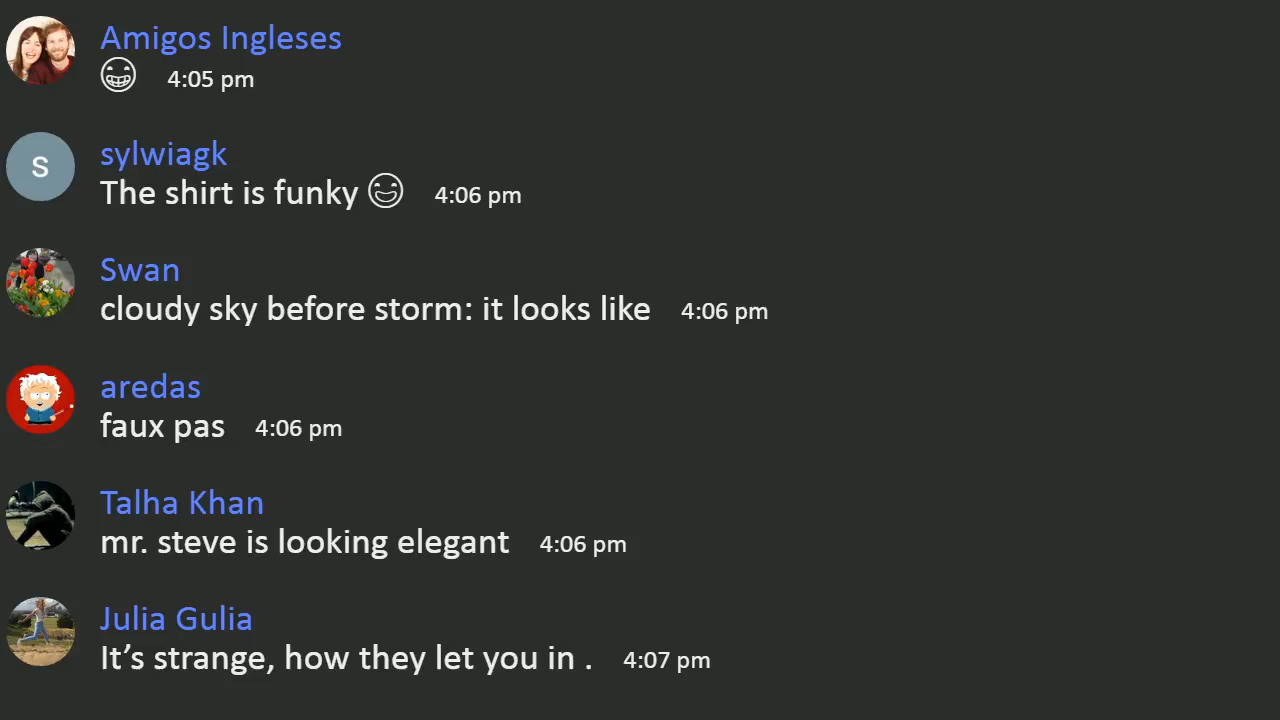 Amigos Ingleses
😁 4:05 pm
S
sylwiagk
The shirt is funky 😄 4:06 pm
Swan
cloudy sky before storm: it looks like 4:06 pm
aredas
faux pas 4:06 pm
Talha Khan
mr. steve is looking elegant 4:06 pm
Julia Gulia
It’s strange, how they let you in . 4:07 pm